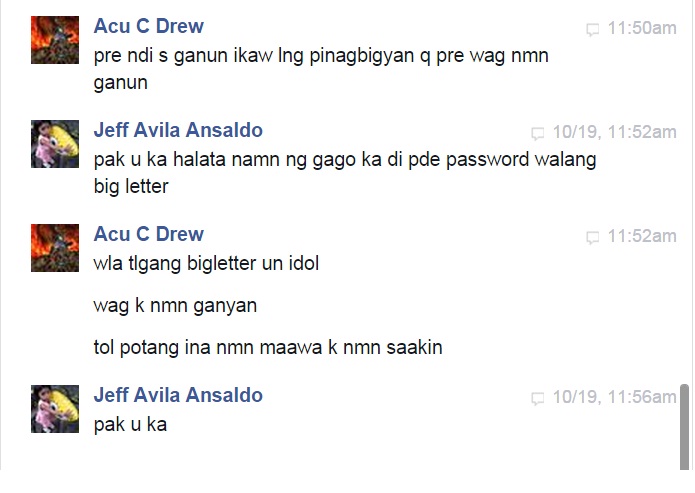 Acu C Drew 11:50am
pre ndi s ganun ikaw lng pinagbigyan q pre wag nmn
ganun
Jeff Avila Ansaldo 10/19, 11:52am
pak u ka halata namn ng gago ka di pde password walang
big letter
Acu C Drew 11:52am
wla tlgang bigletter un idol
wag k nmn ganyan
tol potang ina nmn maawa k nmn saakin
Jeff Avila Ansaldo 10/19, 11:56am
pak u ka